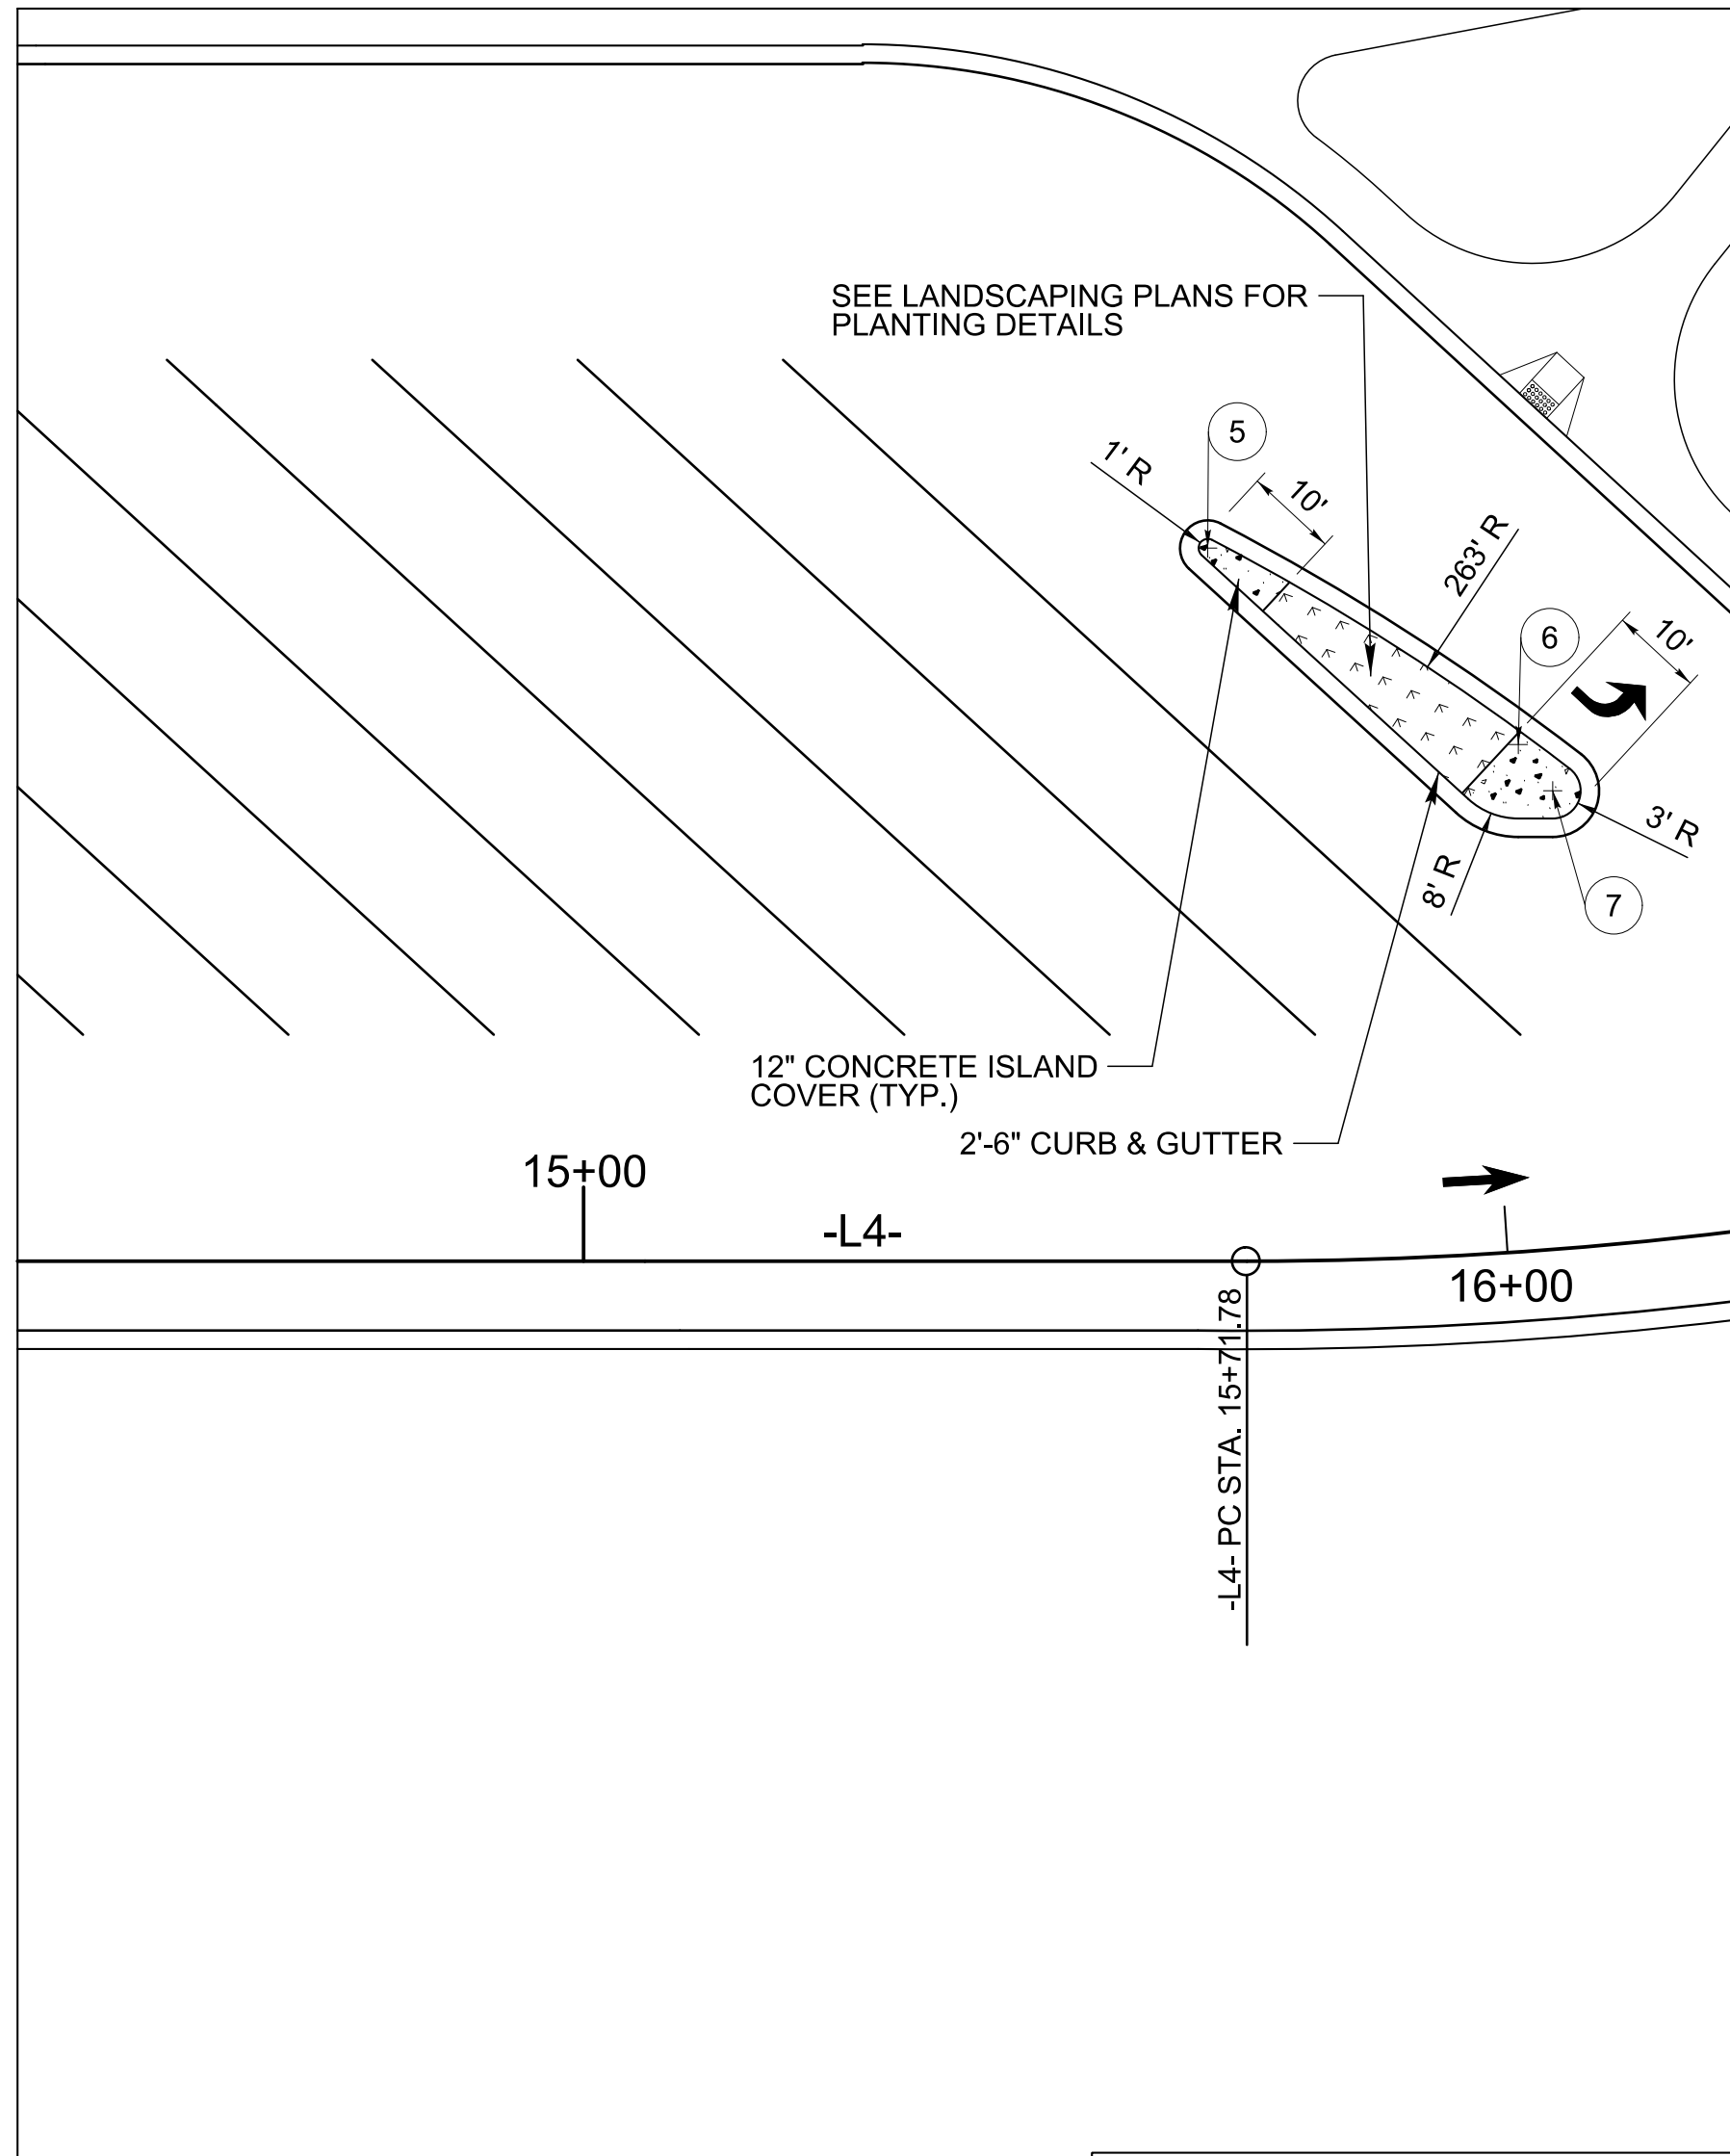 SEE LANDSCAPING PLANS FOR
PLANTING DETAILS
5
1' R
10'
263' R
6
10'
3' R
8' R
7
12" CONCRETE ISLAND
COVER (TYP.)
2'-6" CURB & GUTTER
15+00
-L4-
16+00
-L4- PC STA. 15+71.78